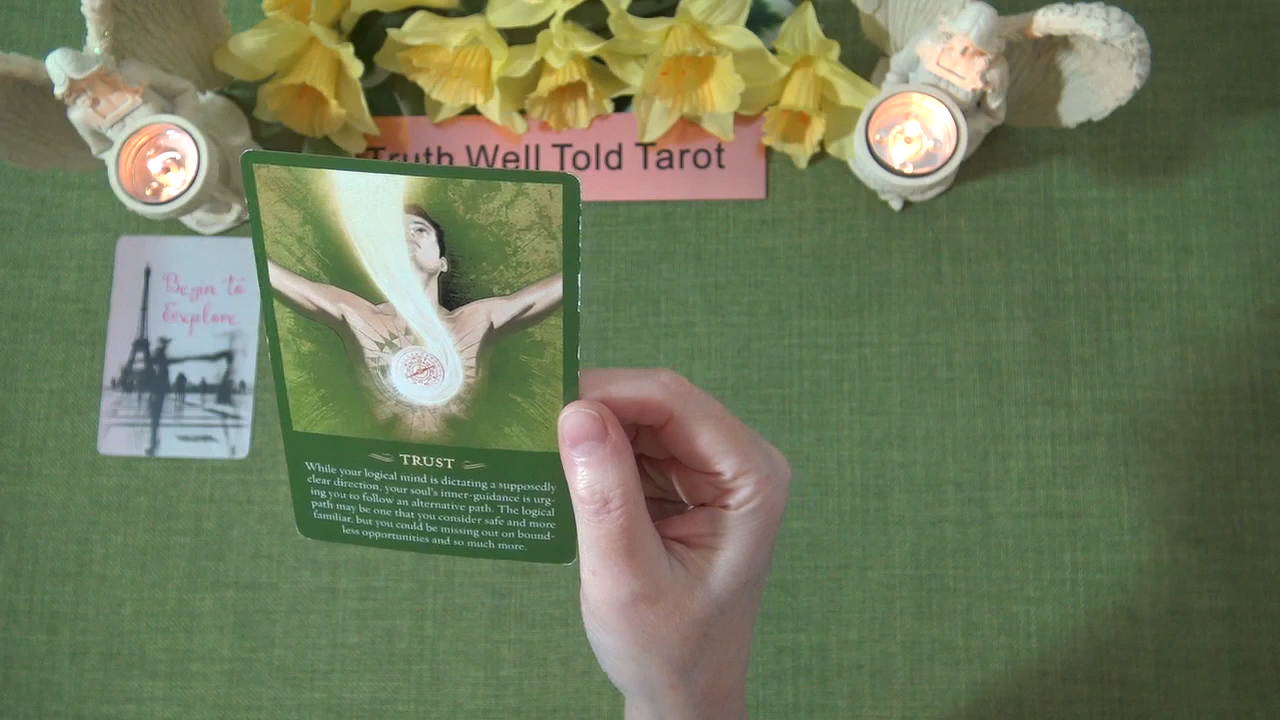 Truth Well Told Tarot
Begin to
Explore
TRUST
While your logical mind is dictating a supposedly
clear direction, your soul's inner-guidance is urg-
ing you to follow an alternative path. The logical
path may be one that you consider safe and more
familiar, but you could be missing out on bound-
less opportunities and so much more.